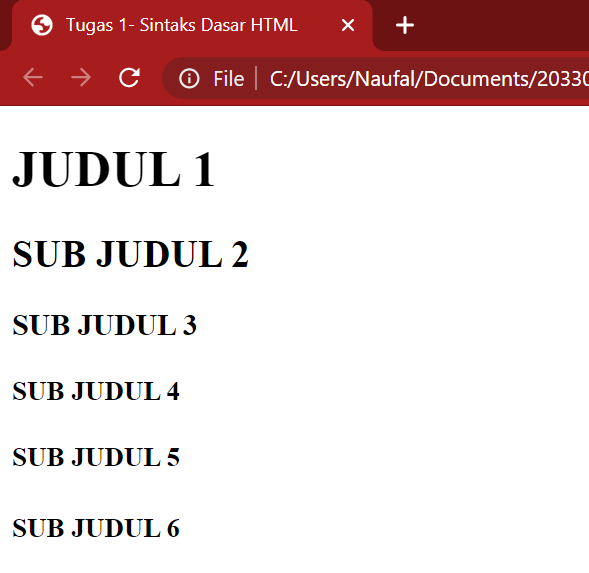 Tugas 1- Sintaks Dasar HTML
File C:/Users/Naufal/Documents/20330
JUDUL 1
SUB JUDUL 2
SUB JUDUL 3
SUB JUDUL 4
SUB JUDUL 5
SUB JUDUL 6